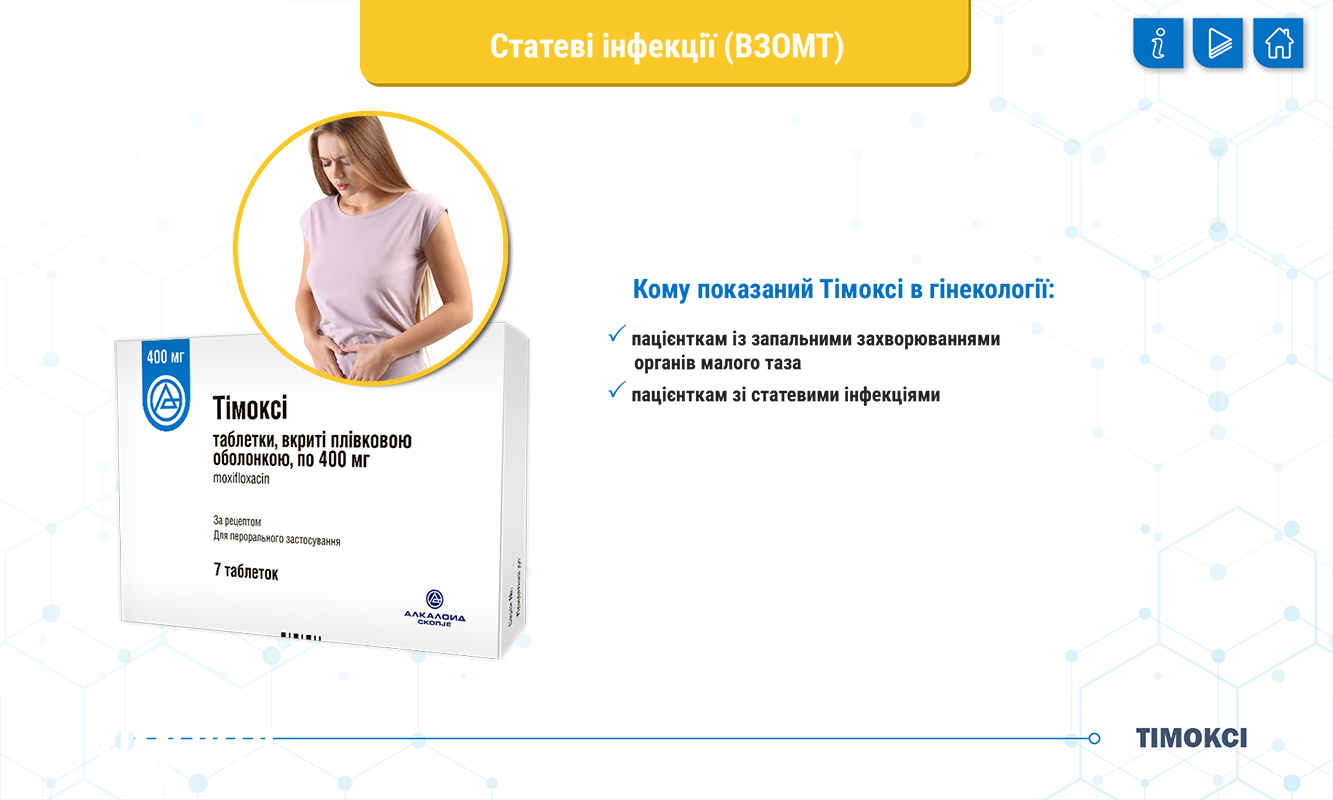 Статеві інфекції (ВЗОМТ)
400 мг
Тімоксі
таблетки, вкриті плівковою
оболонкою, по 400 мг
moxifloxacin
За рецептом
Для перорального застосування
7 таблеток
АЛКАЛОИД
СКОПЈЕ
Кому показаний Тімоксі в гінекології:
пацієнткам із запальними захворюваннями
органів малого таза
пацієнткам зі статевими інфекціями
ТІМОКСІ